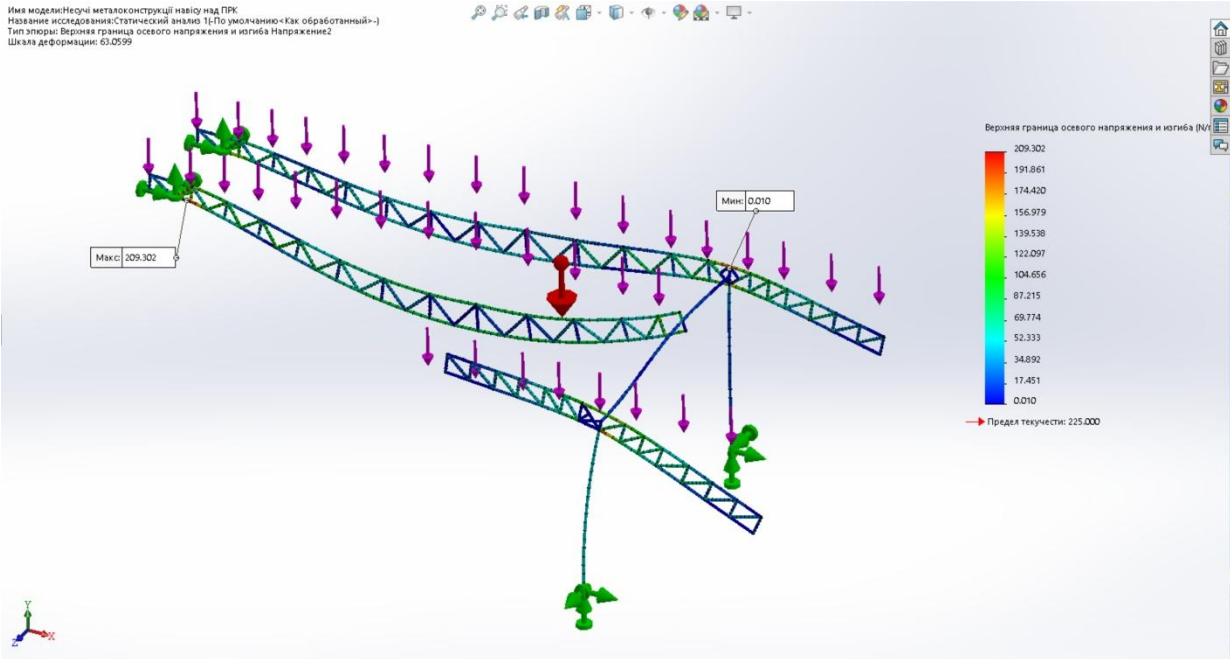 Имя модели:Несучі металоконструкції навісу над ПРК
Название исследования:Статический анализ 1(-По умолчанию<Как обработанный>-)
Тип эпюры: Верхняя граница осевого напряжения и изгиба Напряжение2
Шкала деформации: 63.0599
Мин: 0.010
Макс: 209.302
Верхняя граница осевого напряжения и изгиба (N/
209.302
191.861
174.420
156.979
139.538
122.097
104.656
87.215
69.774
52.333
34.892
17.451
0.010
Предел текучести: 225.000
Y
X
Z